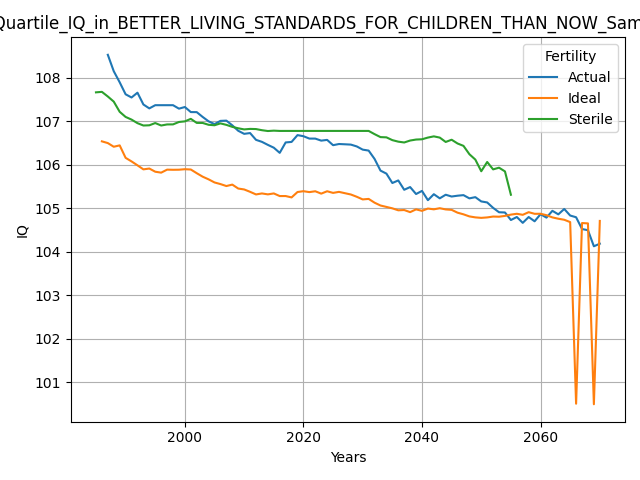 Quartile_IQ_in_BETTER_LIVING_STANDARDS_FOR_CHILDREN_THAN_NOW_Sam
Fertility
Actual
Ideal
Sterile
108
107
106
105
104
103
102
101
IQ
2000 2020 2040 2060
Years